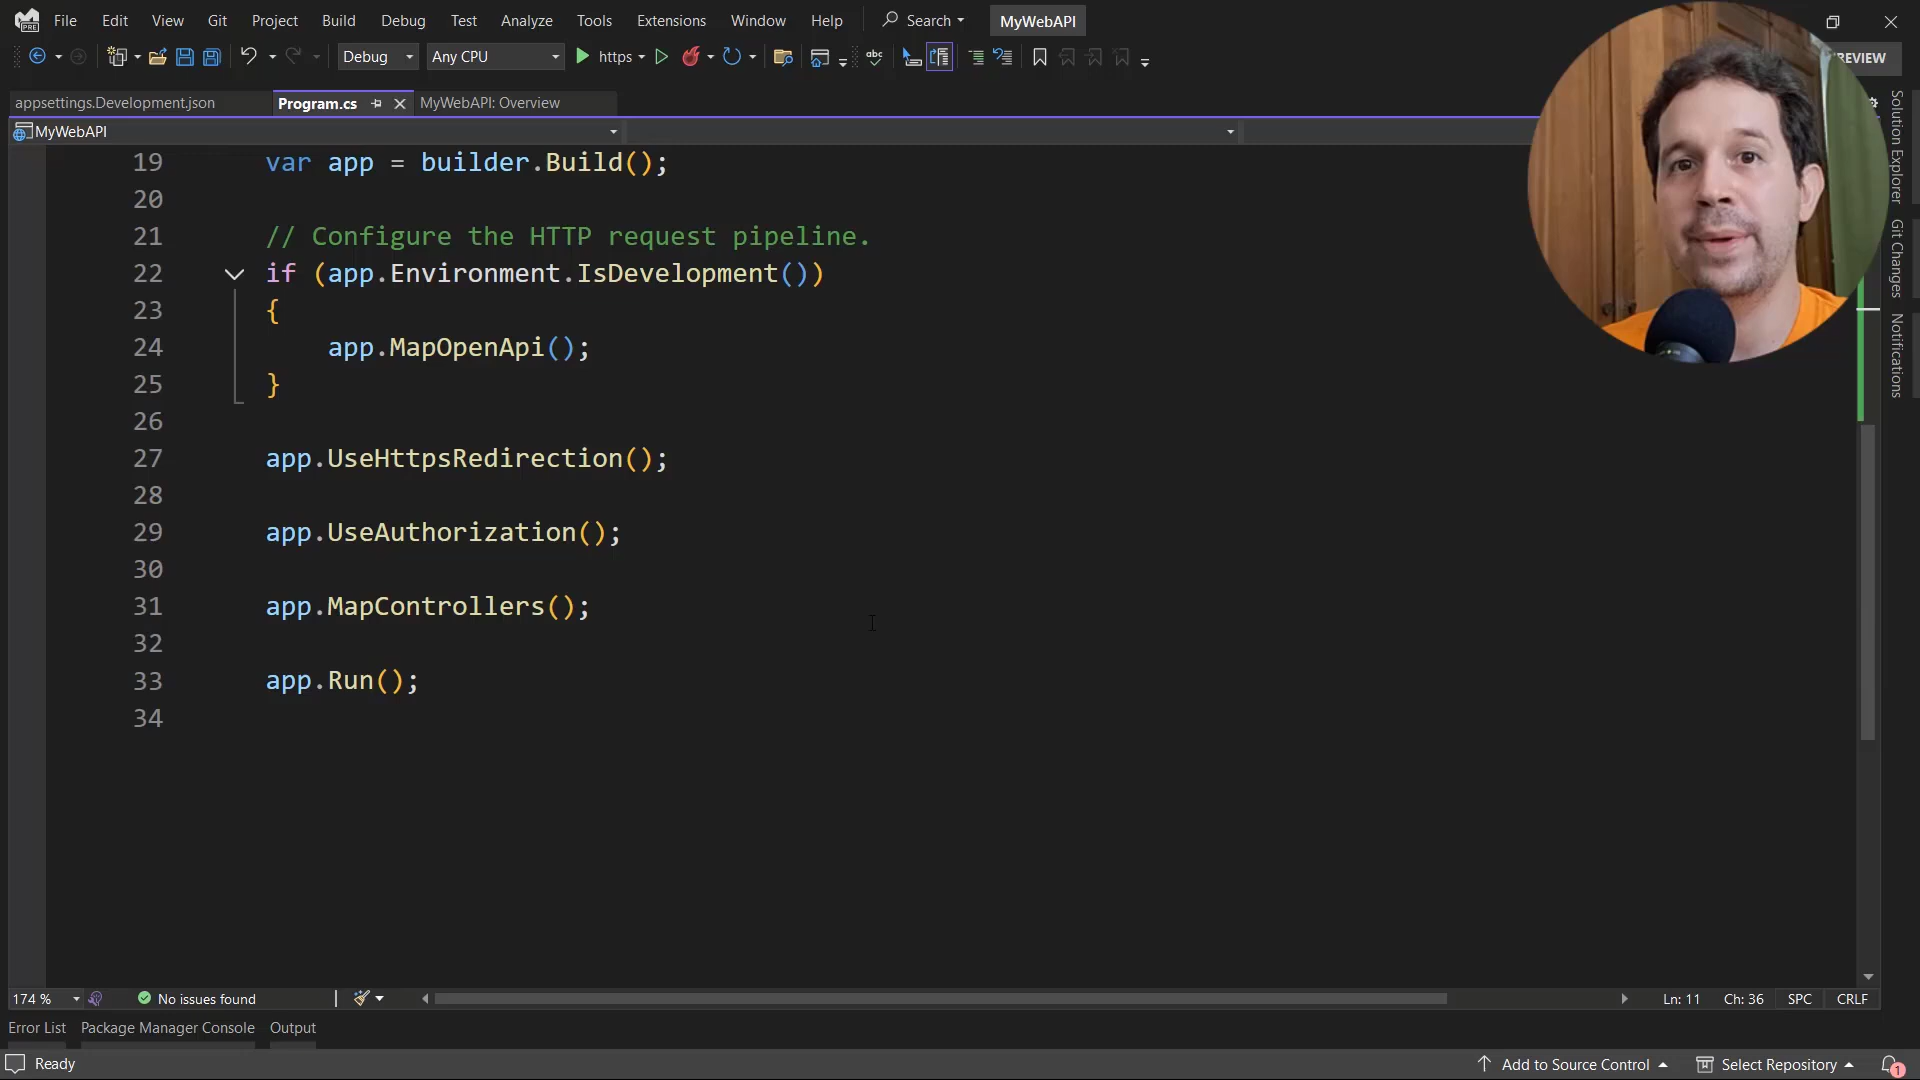 File Edit View Git Project Build Debug Test Analyze Tools Extensions Window Help Search MyWebAPI
Debug Any CPU https
appsettings.Development.json Program.cs MyWebAPI: Overview
MyWebAPI
19 var app = builder.Build();
20
21 // Configure the HTTP request pipeline.
22 if (app.Environment.IsDevelopment())
23 {
24 app.MapOpenApi();
25 }
26
27 app.UseHttpsRedirection();
28
29 app.UseAuthorization();
30
31 app.MapControllers();
32
33 app.Run();
34
Solution Explorer
Git Changes
Notifications
174 % No issues found Ln: 11 Ch: 36 SPC CRLF
Error List Package Manager Console Output
Ready Add to Source Control Select Repository 1